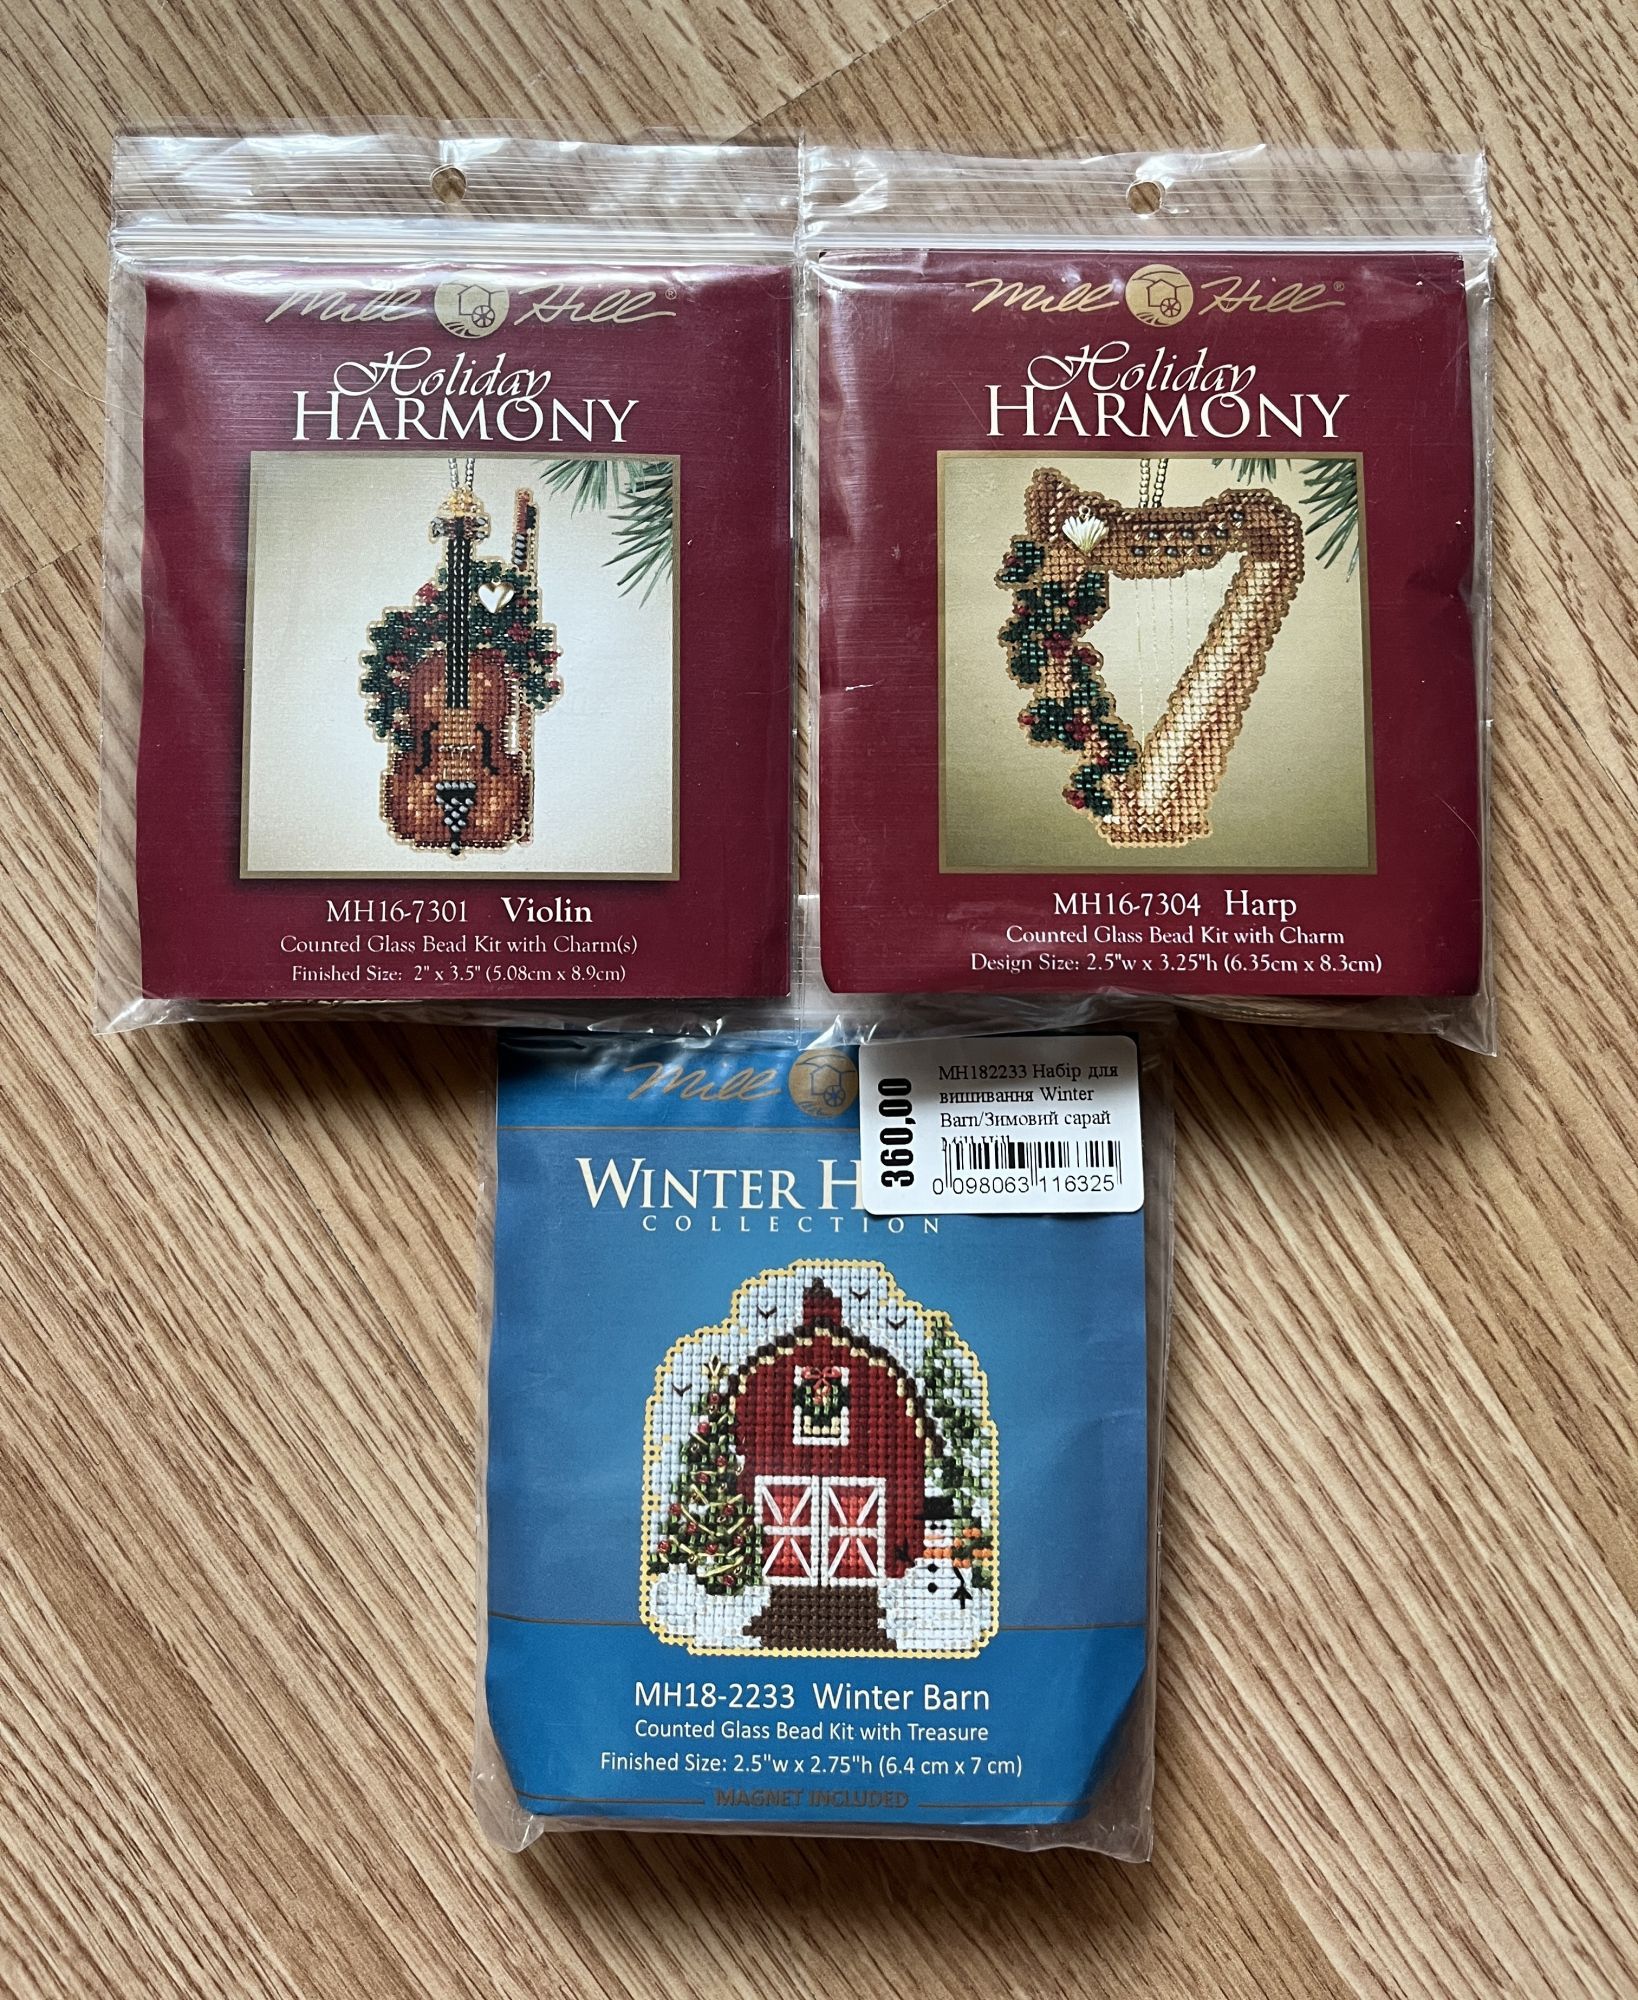 Mill Hill®
Holiday
HARMONY
MH16-7301 Violin
Counted Glass Bead Kit with Charm(s)
Finished Size: 2" x 3.5" (5.08cm x 8.9cm)
Mill Hill®
Holiday
HARMONY
MH16-7304 Harp
Counted Glass Bead Kit with Charm
Design Size: 2.5"w x 3.25"h (6.35cm x 8.3cm)
Mill
360,00
MH182233 Набір для
вишивання Winter
Barn/Зимовий сарай
Mill Hill
0 098063 116325
WINTER H
COLLECTION
MH18-2233 Winter Barn
Counted Glass Bead Kit with Treasure
Finished Size: 2.5"w x 2.75"h (6.4 cm x 7 cm)
MAGNET INCLUDED